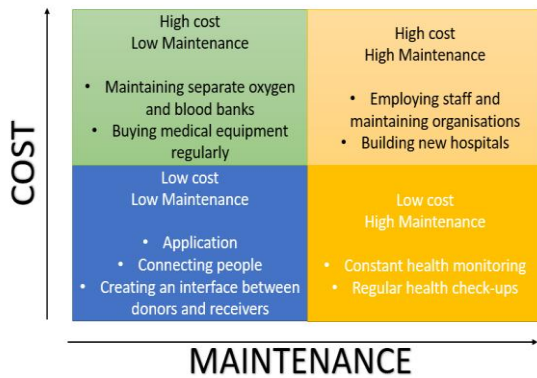 COST
High cost
Low Maintenance
• Maintaining separate oxygen
and blood banks
• Buying medical equipment
regularly
High cost
High Maintenance
• Employing staff and
maintaining organisations
• Building new hospitals
Low cost
Low Maintenance
• Application
• Connecting people
• Creating an interface between
donors and receivers
Low cost
High Maintenance
• Constant health monitoring
• Regular health check-ups
MAINTENANCE